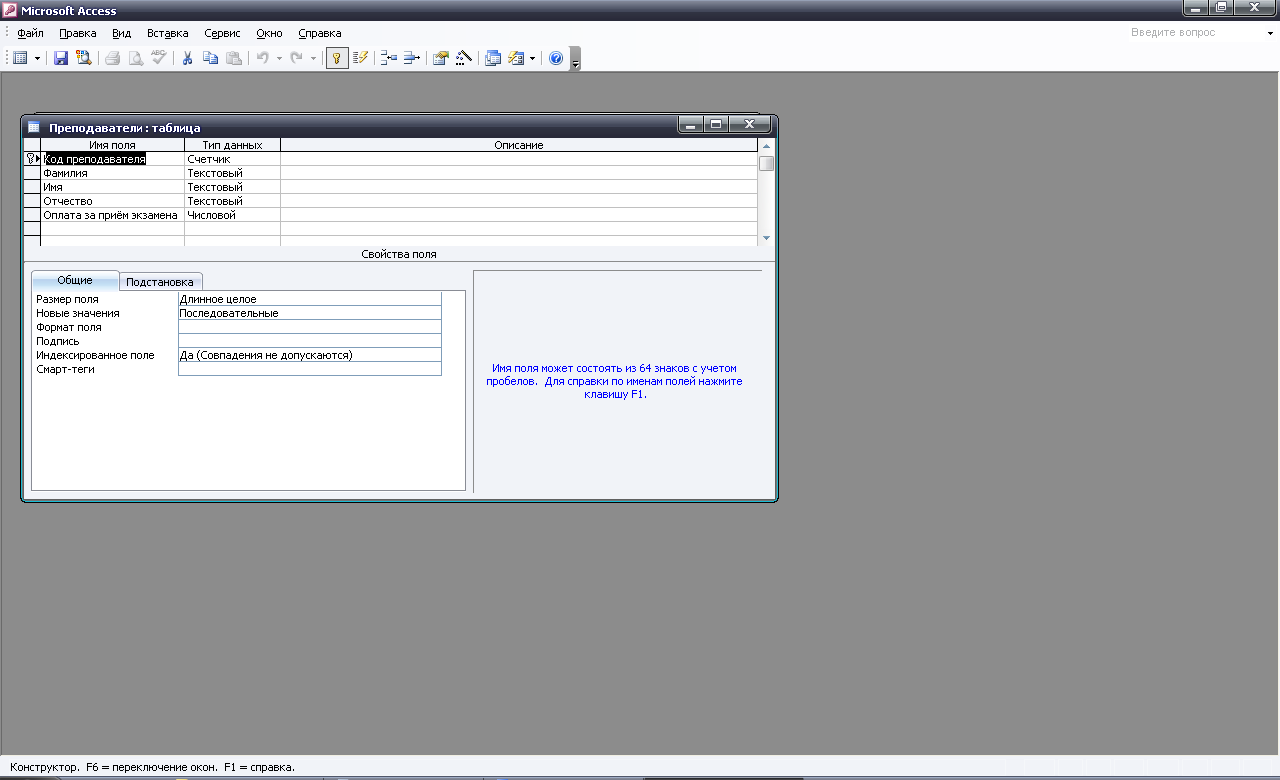 Microsoft Access
Файл Правка Вид Вставка Сервис Окно Справка Введите вопрос
Преподаватели : таблица
Имя поля Тип данных Описание
Код преподавателя Счетчик
Фамилия Текстовый
Имя Текстовый
Отчество Текстовый
Оплата за приём экзамена Числовой
Свойства поля
Общие Подстановка
Размер поля Длинное целое
Новые значения Последовательные
Формат поля
Подпись
Индексированное поле Да (Совпадения не допускаются)
Смарт-теги
Имя поля может состоять из 64 знаков с учетом
пробелов. Для справки по именам полей нажмите
клавишу F1.
Конструктор. F6 = переключение окон. F1 = справка.